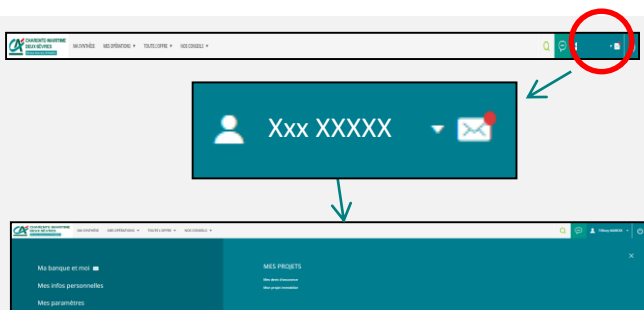 CHARENTE-MARITIME
DEUX-SÈVRES
MA SYNTHÈSE MES OPÉRATIONS TOUTE L'OFFRE NOS CONSEILS
Xxx XXXXX
CHARENTE-MARITIME
DEUX-SÈVRES
MA SYNTHÈSE MES OPÉRATIONS TOUTE L'OFFRE NOS CONSEILS
Ma banque et moi
Mes infos personnelles
Mes paramètres
MES PROJETS
Mes devis d'assurance
Mes projet immobilier